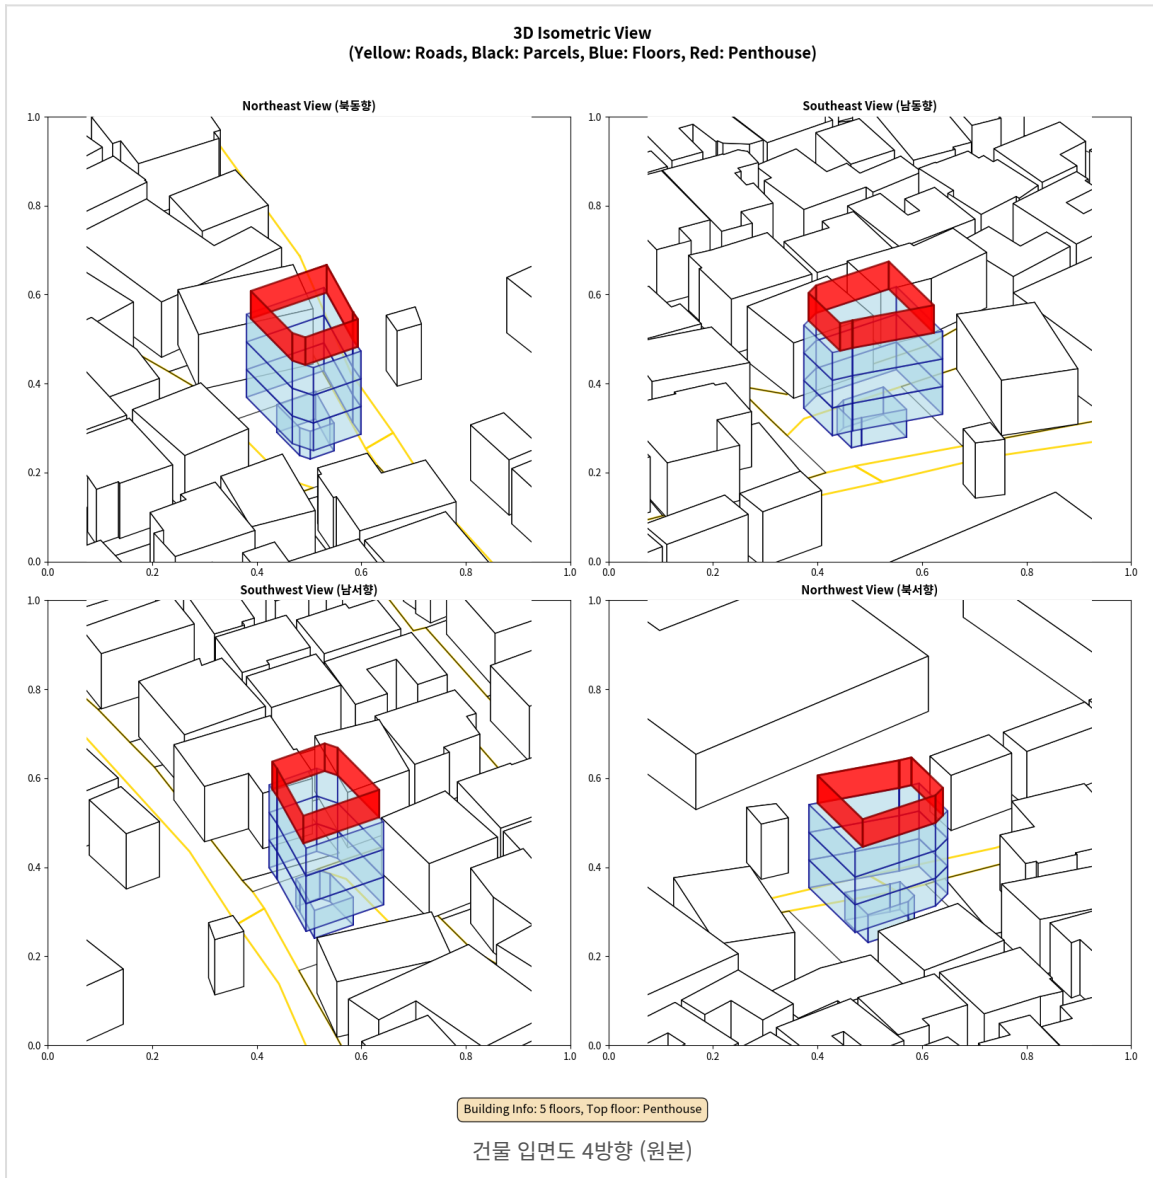 3D Isometric View
(Yellow: Roads, Black: Parcels, Blue: Floors, Red: Penthouse)
Northeast View (북동향)
1.0
0.8
0.6
0.4
0.2
0.0
0.0 0.2 0.4 0.6 0.8 1.0
Southeast View (남동향)
1.0
0.8
0.6
0.4
0.2
0.0
0.0 0.2 0.4 0.6 0.8 1.0
Southwest View (남서향)
1.0
0.8
0.6
0.4
0.2
0.0
0.0 0.2 0.4 0.6 0.8 1.0
Northwest View (북서향)
1.0
0.8
0.6
0.4
0.2
0.0
0.0 0.2 0.4 0.6 0.8 1.0
Building Info: 5 floors, Top floor: Penthouse
건물 입면도 4방향 (원본)